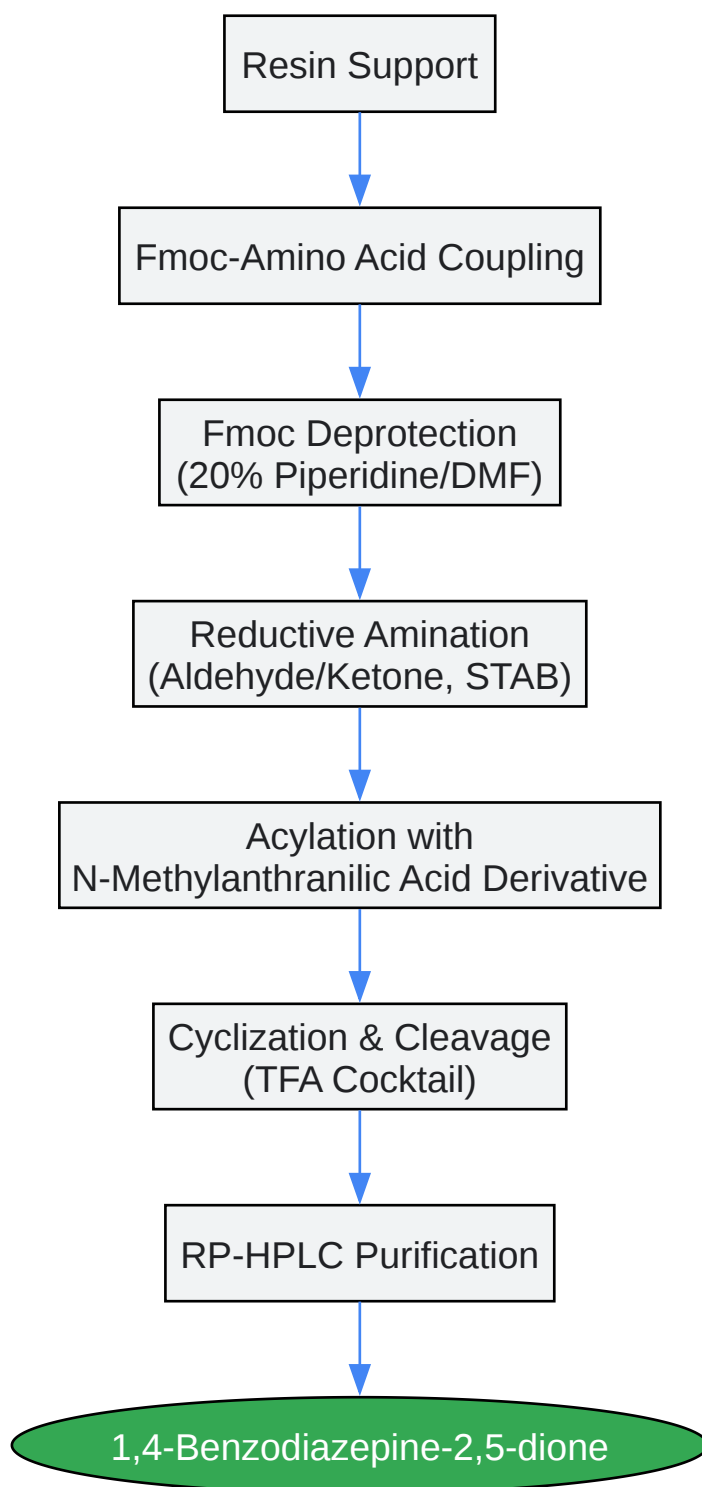 Resin Support
Fmoc-Amino Acid Coupling
Fmoc Deprotection
(20% Piperidine/DMF)
Reductive Amination
(Aldehyde/Ketone, STAB)
Acylation with
N-Methylanthranilic Acid Derivative
Cyclization & Cleavage
(TFA Cocktail)
RP-HPLC Purification
1,4-Benzodiazepine-2,5-dione